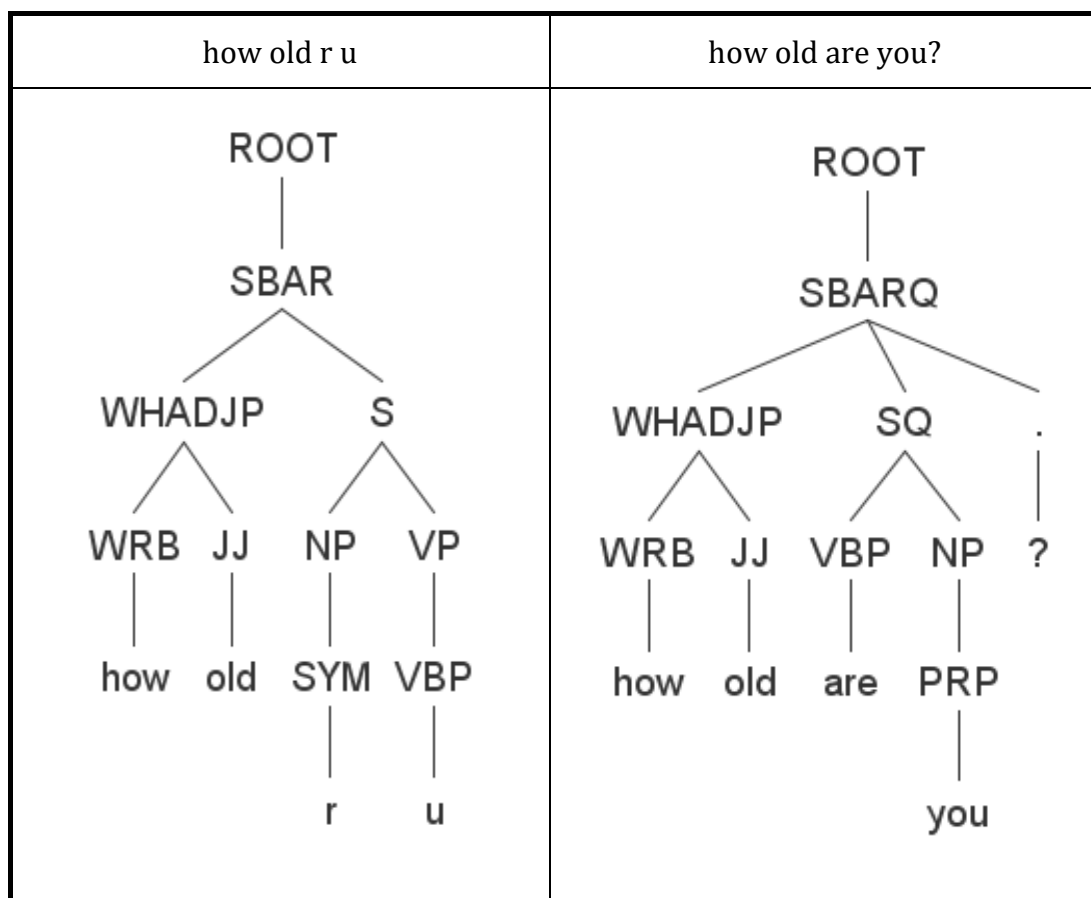 how old r u
how old are you?
ROOT
SBAR
WHADJP S
WRB JJ NP VP
how old SYM VBP
r u
ROOT
SBARQ
WHADJP SQ .
WRB JJ VBP NP ?
how old are PRP
you